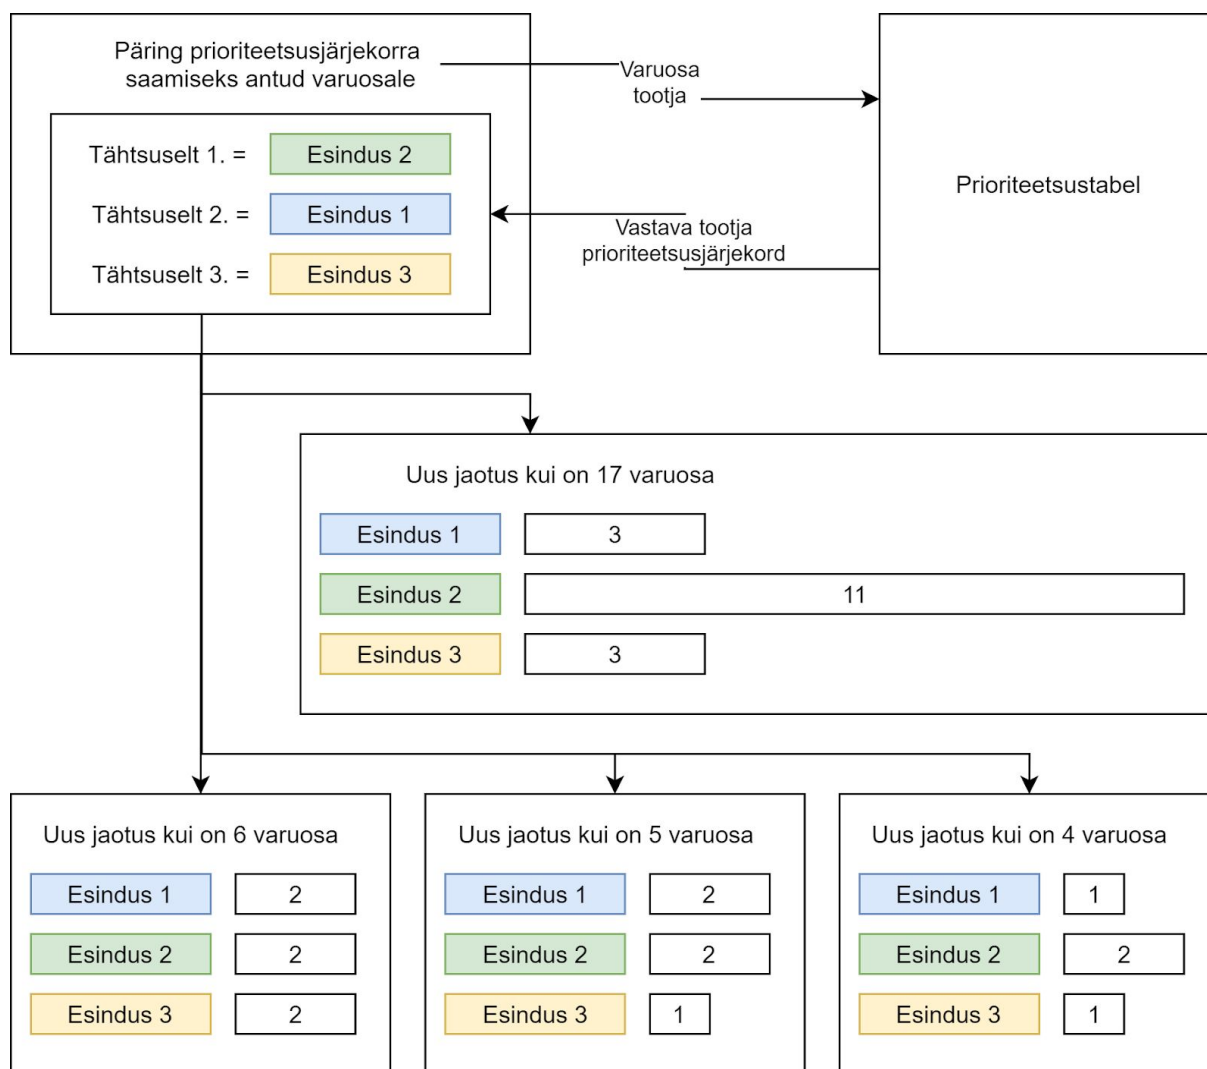 Päring prioriteetsusjärjekorra
saamiseks antud varuosale
Tähtsuselt 1. =
Esindus 2
Tähtsuselt 2. =
Esindus 1
Tähtsuselt 3. =
Esindus 3
Varuosa
tootja
Vastava tootja
prioriteetsusjärjekord
Prioriteetsustabel
Uus jaotus kui on 17 varuosa
Esindus 1
3
Esindus 2
11
Esindus 3
3
Uus jaotus kui on 6 varuosa
Esindus 1
2
Esindus 2
2
Esindus 3
2
Uus jaotus kui on 5 varuosa
Esindus 1
2
Esindus 2
2
Esindus 3
1
Uus jaotus kui on 4 varuosa
Esindus 1
1
Esindus 2
2
Esindus 3
1